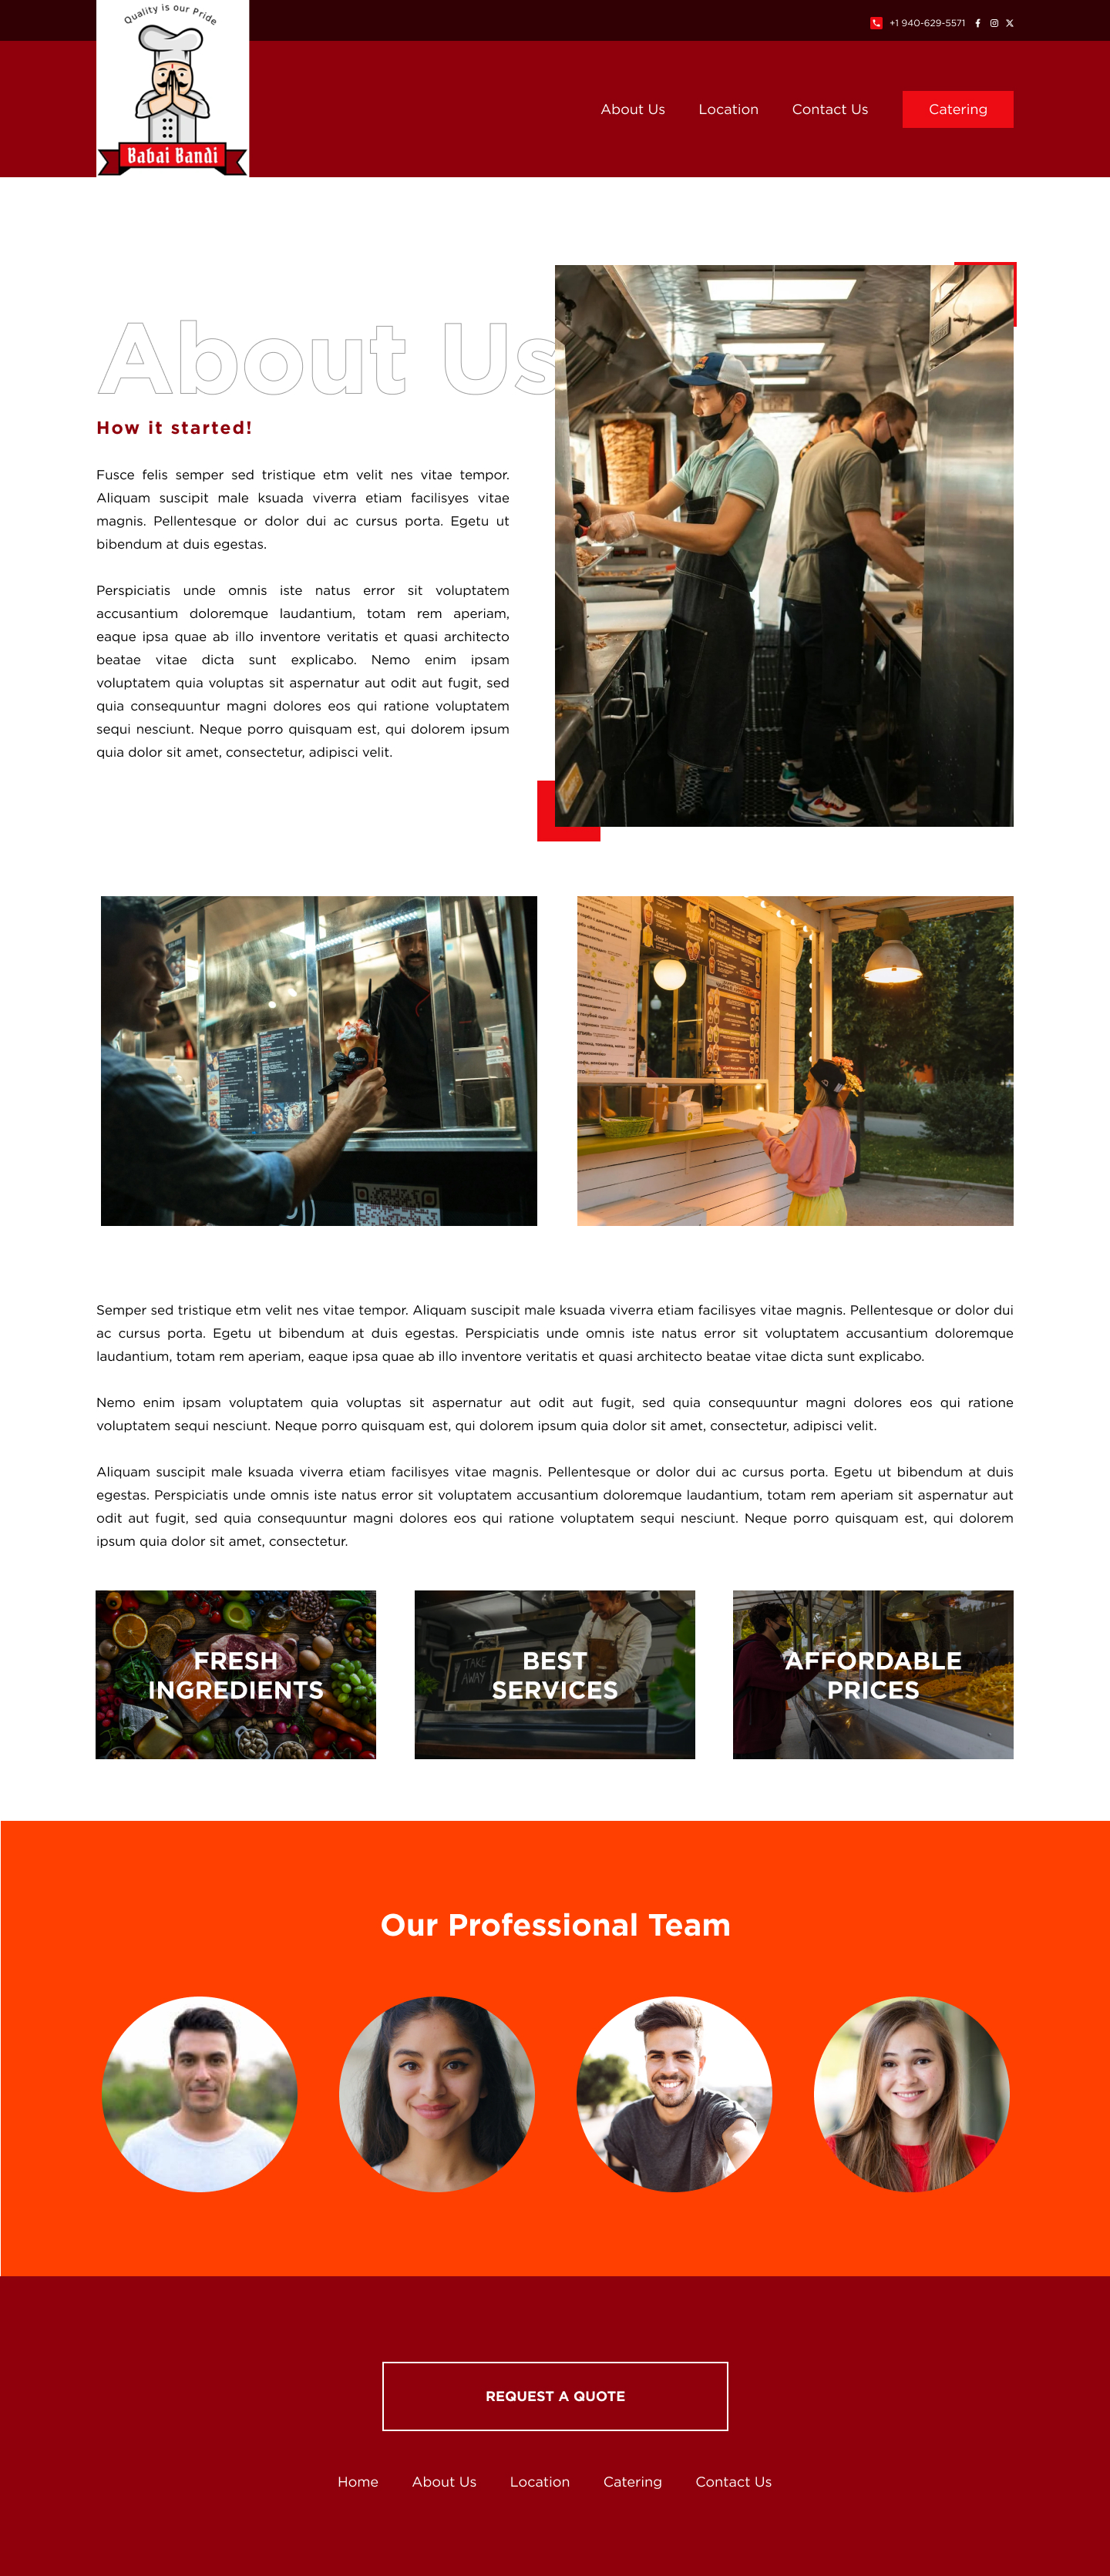 Quality is our Pride
Babai Bandi
+1 940-629-5571
About Us Location Contact Us Catering
About Us
How it started!
Fusce felis semper sed tristique etm velit nes vitae tempor.
Aliquam suscipit male ksuada viverra etiam facilisyes vitae
magnis. Pellentesque or dolor dui ac cursus porta. Egetu ut
bibendum at duis egestas.
Perspiciatis unde omnis iste natus error sit voluptatem
accusantium doloremque laudantium, totam rem aperiam,
eaque ipsa quae ab illo inventore veritatis et quasi architecto
beatae vitae dicta sunt explicabo. Nemo enim ipsam
voluptatem quia voluptas sit aspernatur aut odit aut fugit, sed
quia consequuntur magni dolores eos qui ratione voluptatem
sequi nesciunt. Neque porro quisquam est, qui dolorem ipsum
quia dolor sit amet, consectetur, adipisci velit.
Semper sed tristique etm velit nes vitae tempor. Aliquam suscipit male ksuada viverra etiam facilisyes vitae magnis. Pellentesque or dolor dui
ac cursus porta. Egetu ut bibendum at duis egestas. Perspiciatis unde omnis iste natus error sit voluptatem accusantium doloremque
laudantium, totam rem aperiam, eaque ipsa quae ab illo inventore veritatis et quasi architecto beatae vitae dicta sunt explicabo.
Nemo enim ipsam voluptatem quia voluptas sit aspernatur aut odit aut fugit, sed quia consequuntur magni dolores eos qui ratione
voluptatem sequi nesciunt. Neque porro quisquam est, qui dolorem ipsum quia dolor sit amet, consectetur, adipisci velit.
Aliquam suscipit male ksuada viverra etiam facilisyes vitae magnis. Pellentesque or dolor dui ac cursus porta. Egetu ut bibendum at duis
egestas. Perspiciatis unde omnis iste natus error sit voluptatem accusantium doloremque laudantium, totam rem aperiam sit aspernatur aut
odit aut fugit, sed quia consequuntur magni dolores eos qui ratione voluptatem sequi nesciunt. Neque porro quisquam est, qui dolorem
ipsum quia dolor sit amet, consectetur.
FRESH
INGREDIENTS
TAKE
AWAY
BEST
SERVICES
AFFORDABLE
PRICES
Our Professional Team
REQUEST A QUOTE
Home About Us Location Catering Contact Us